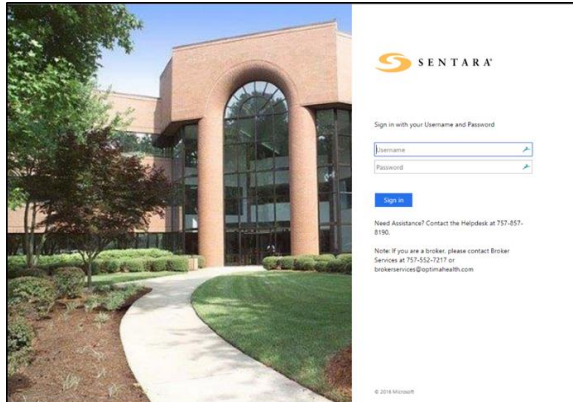 SENTARA®
Sign in with your Username and Password
Username
Password
Sign in
Need Assistance? Contact the Helpdesk at 757-857-
8190.
Note: If you are a broker, please contact Broker
Services at 757-552-7217 or
brokerservices@optimahealth.com
© 2016 Microsoft